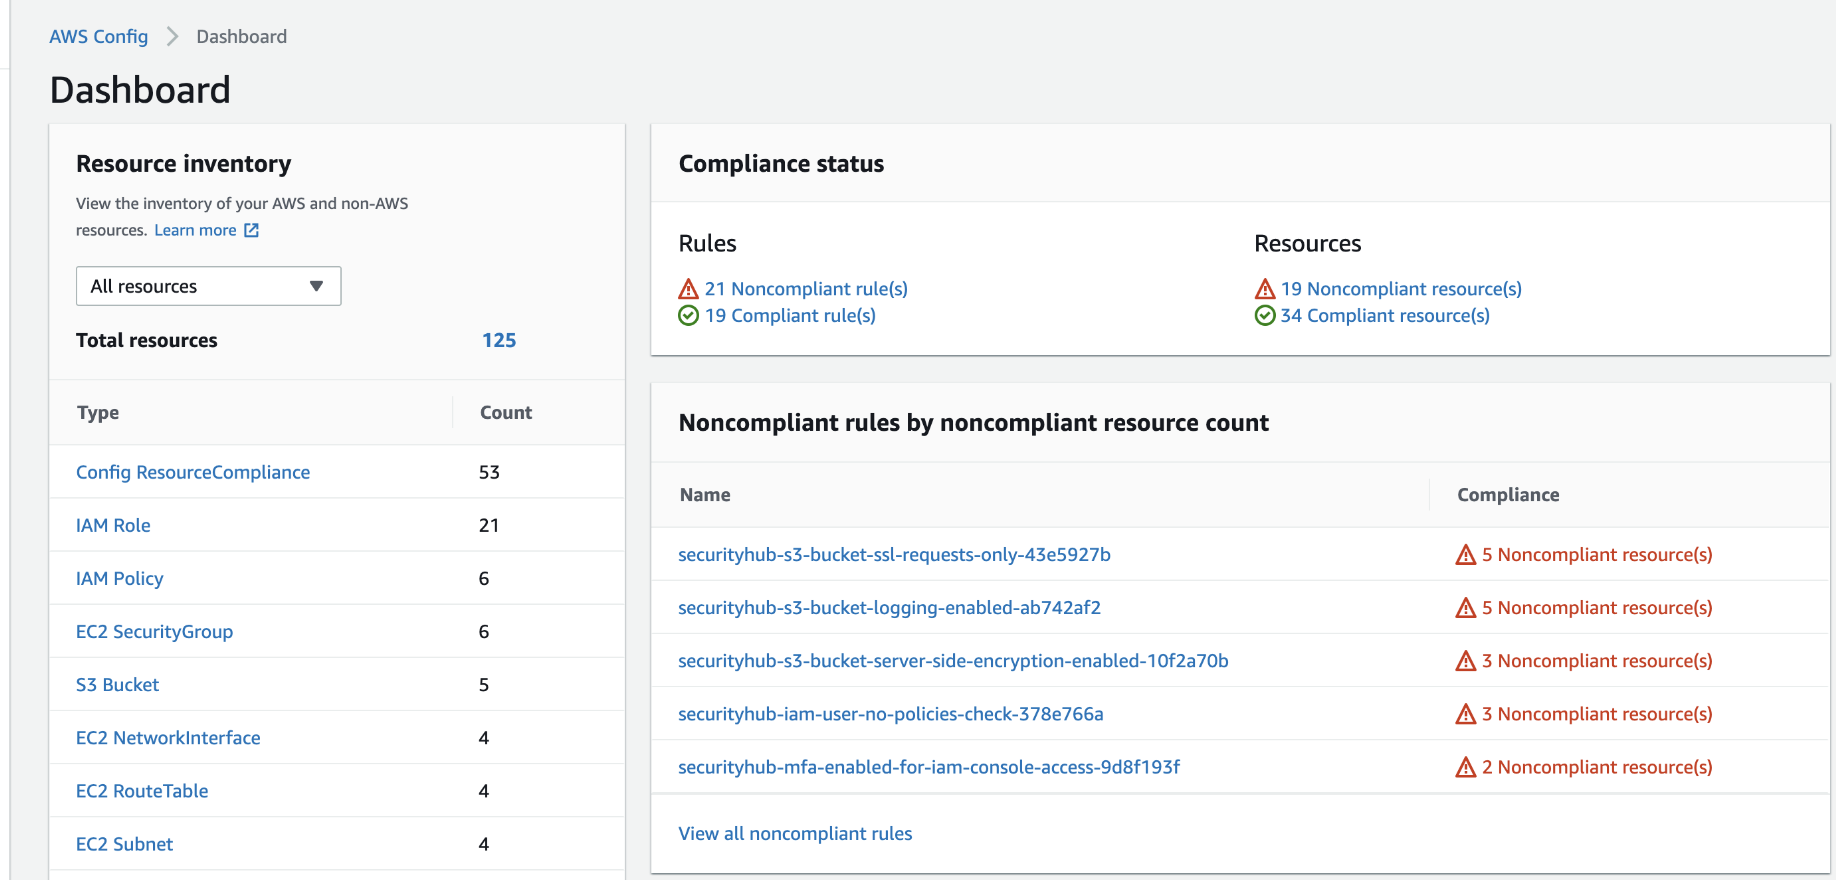 AWS Config > Dashboard
Dashboard
Resource inventory
View the inventory of your AWS and non-AWS
resources. Learn more
All resources
Total resources 125
Type Count
Config ResourceCompliance 53
IAM Role 21
IAM Policy 6
EC2 SecurityGroup 6
S3 Bucket 5
EC2 NetworkInterface 4
EC2 RouteTable 4
EC2 Subnet 4
Compliance status
Rules
21 Noncompliant rule(s)
19 Compliant rule(s)
Resources
19 Noncompliant resource(s)
34 Compliant resource(s)
Noncompliant rules by noncompliant resource count
Name Compliance
securityhub-s3-bucket-ssl-requests-only-43e5927b 5 Noncompliant resource(s)
securityhub-s3-bucket-logging-enabled-ab742af2 5 Noncompliant resource(s)
securityhub-s3-bucket-server-side-encryption-enabled-10f2a70b 3 Noncompliant resource(s)
securityhub-iam-user-no-policies-check-378e766a 3 Noncompliant resource(s)
securityhub-mfa-enabled-for-iam-console-access-9d8f193f 2 Noncompliant resource(s)
View all noncompliant rules